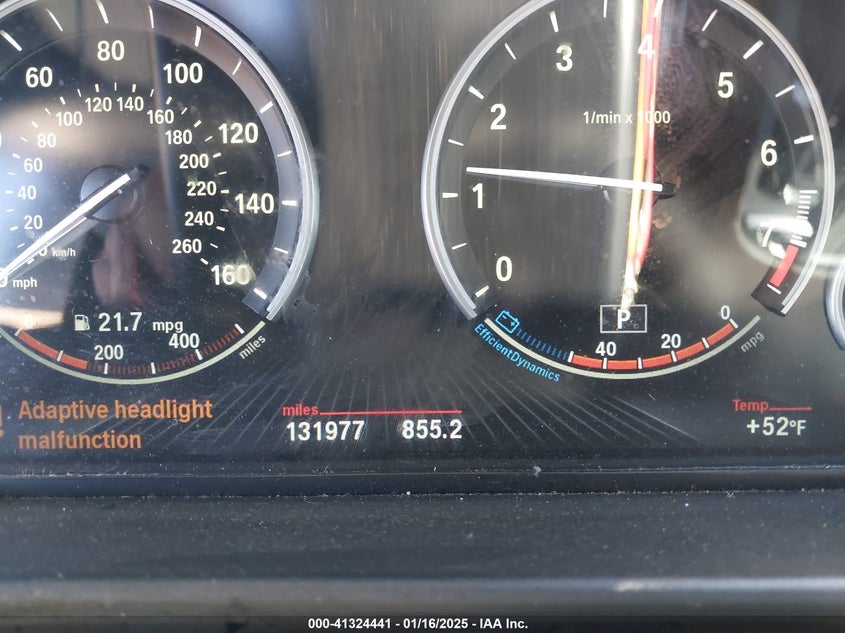 60
80
100
120
140
160
20
40
60
80
100
120
140
160
180
200
220
240
260
km/h
mph
21.7 mpg
200
400
miles
0
1
2
3
4
5
6
1/min x 1000
P
EfficientDynamics
40
20
0
mpg
Adaptive headlight
malfunction
miles
131977 855.2
Temp
+52°F
000-41324441 - 01/16/2025 - IAA Inc.